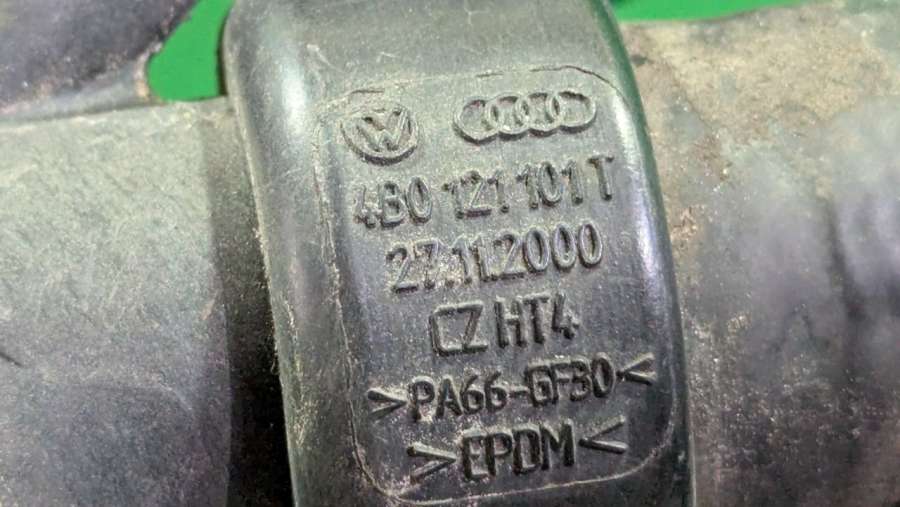 4B0 121 101 T
27.11.2000
CZ HT4
>PA66-GF30<
>EPDM<